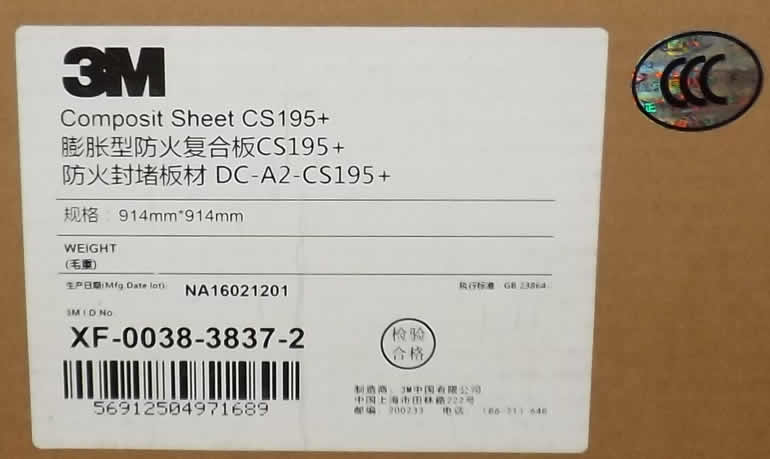 3M
Composit Sheet CS195+
膨胀型防火复合板CS195+
防火封堵板材 DC-A2-CS195+
规格: 914mm*914mm
WEIGHT
(毛重)
生产日期(Mfg Date lot): NA16021201 执行标准 GB 23864
3M I.D No.
XF-0038-3837-2
检验
合格
56912504971689
制造商: 3M中国有限公司
中国上海市田林路222号
邮编: 200233 电话:
CCC